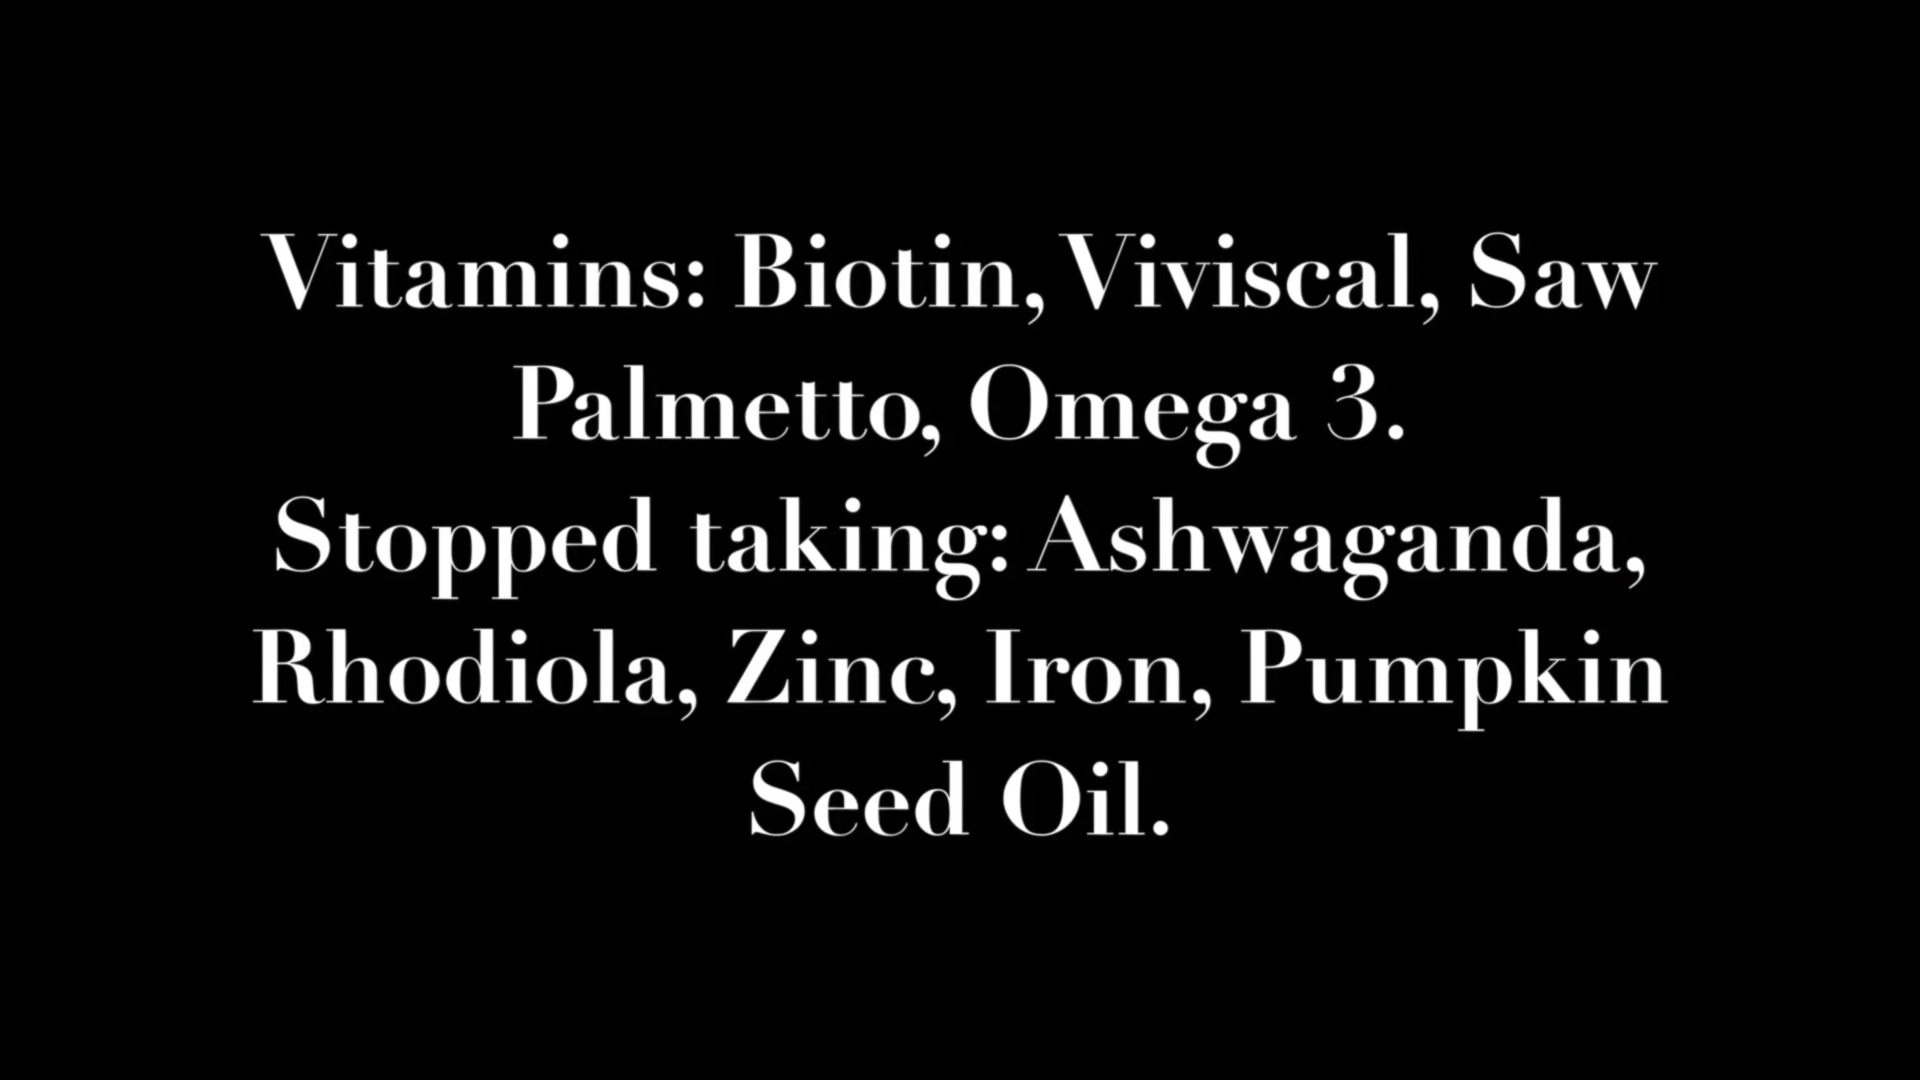 Vitamins: Biotin, Viviscal, Saw
Palmetto, Omega 3.
Stopped taking: Ashwaganda,
Rhodiola, Zinc, Iron, Pumpkin
Seed Oil.